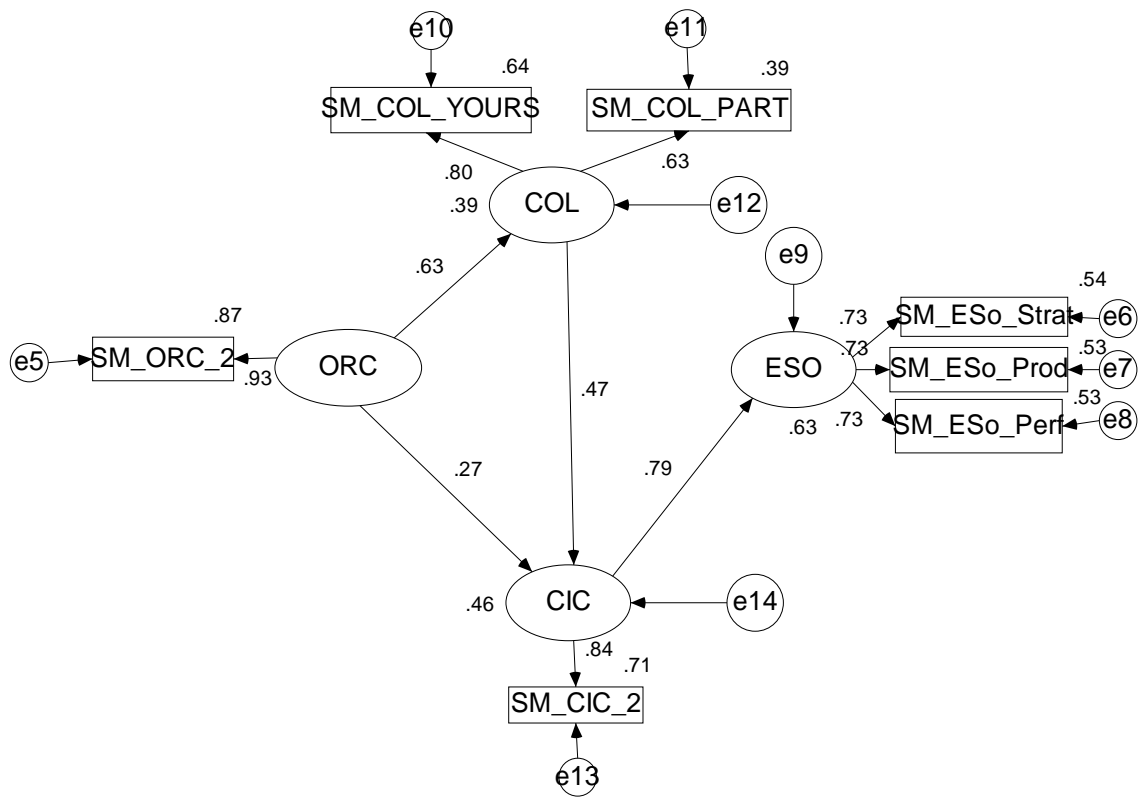 e10
e11
.64
.39
SM_COL_YOURS
SM_COL_PART
.80
.63
.39
COL
e12
e9
.63
.54
.87
.73
SM_ESo_Strat
e6
SM_ORC_2
e5
ORC
.93
.73
ESO
.53
SM_ESo_Prod
e7
.47
.53
.63
.73
SM_ESo_Perf
e8
.27
.79
.46
CIC
e14
.84
.71
SM_CIC_2
e13